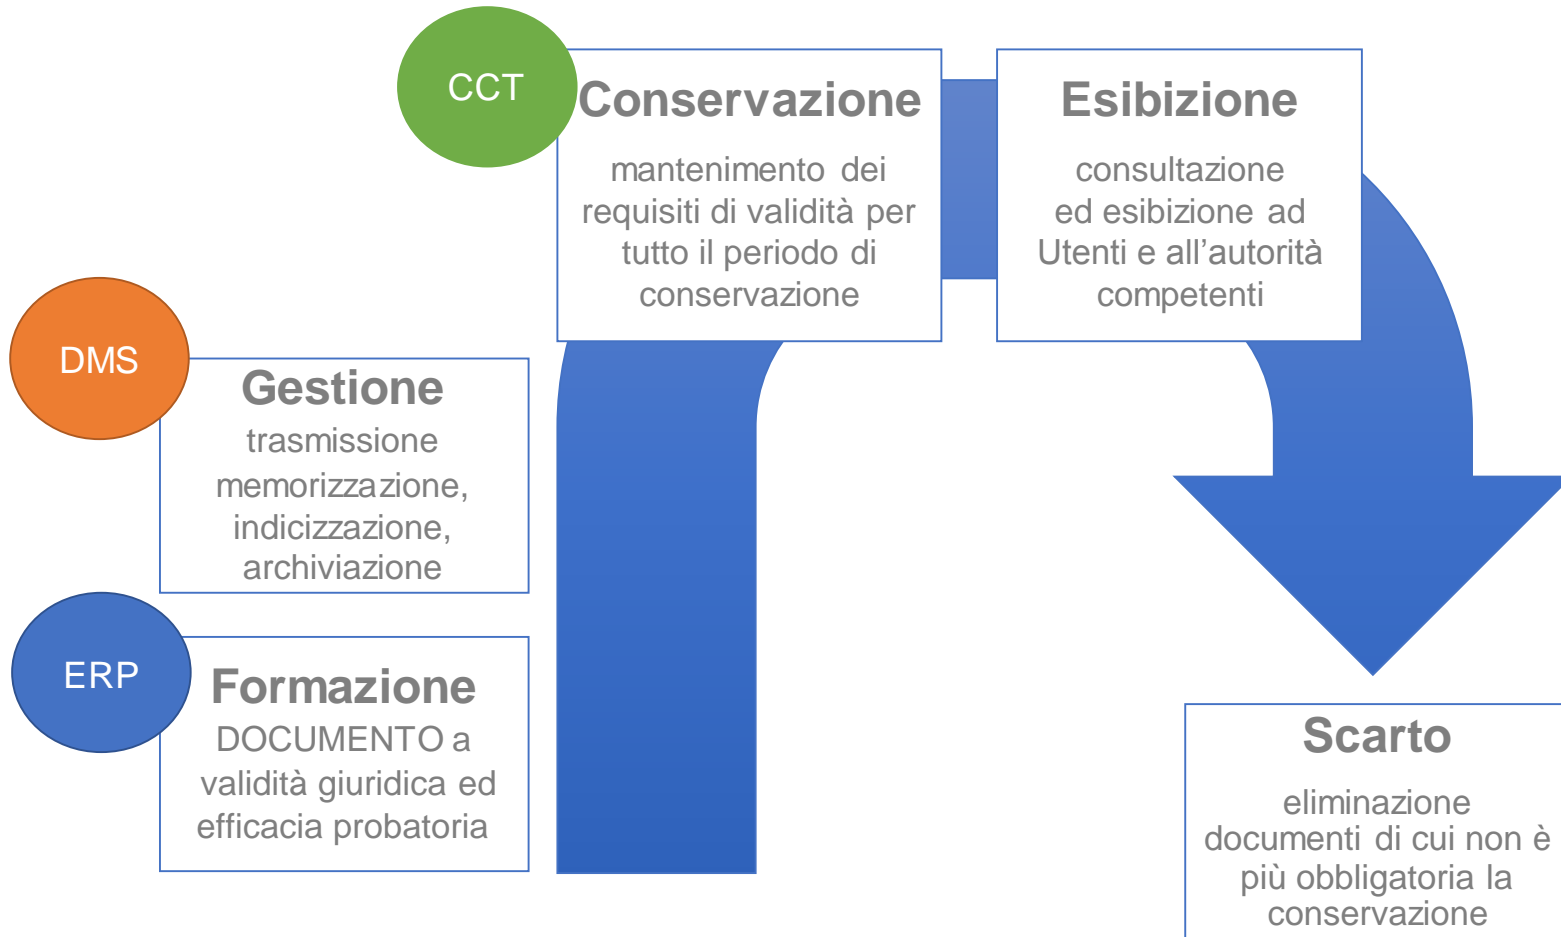 CCT
Conservazione
mantenimento dei
requisiti di validità per
tutto il periodo di
conservazione
Esibizione
consultazione
ed esibizione ad
Utenti e all’autorità
competenti
DMS
Gestione
trasmissione
memorizzazione,
indicizzazione,
archiviazione
ERP
Formazione
DOCUMENTO a
validità giuridica ed
efficacia probatoria
Scarto
eliminazione
documenti di cui non è
più obbligatoria la
conservazione